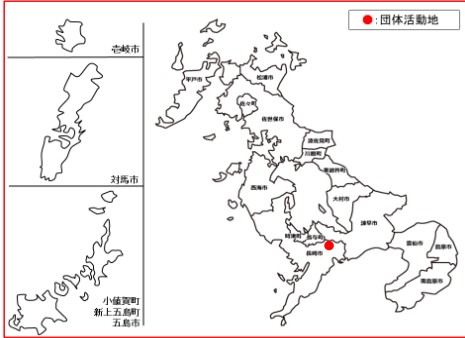 ●:団体活動地
壱岐市
対馬市
小値賀町
新上五島町
五島市
平戸市
松浦市
佐々町
佐世保市
波佐見町
川棚町
東彼杵町
西海市
大村市
諫早市
時津町
長与町
長崎市
雲仙市
島原市
南島原市